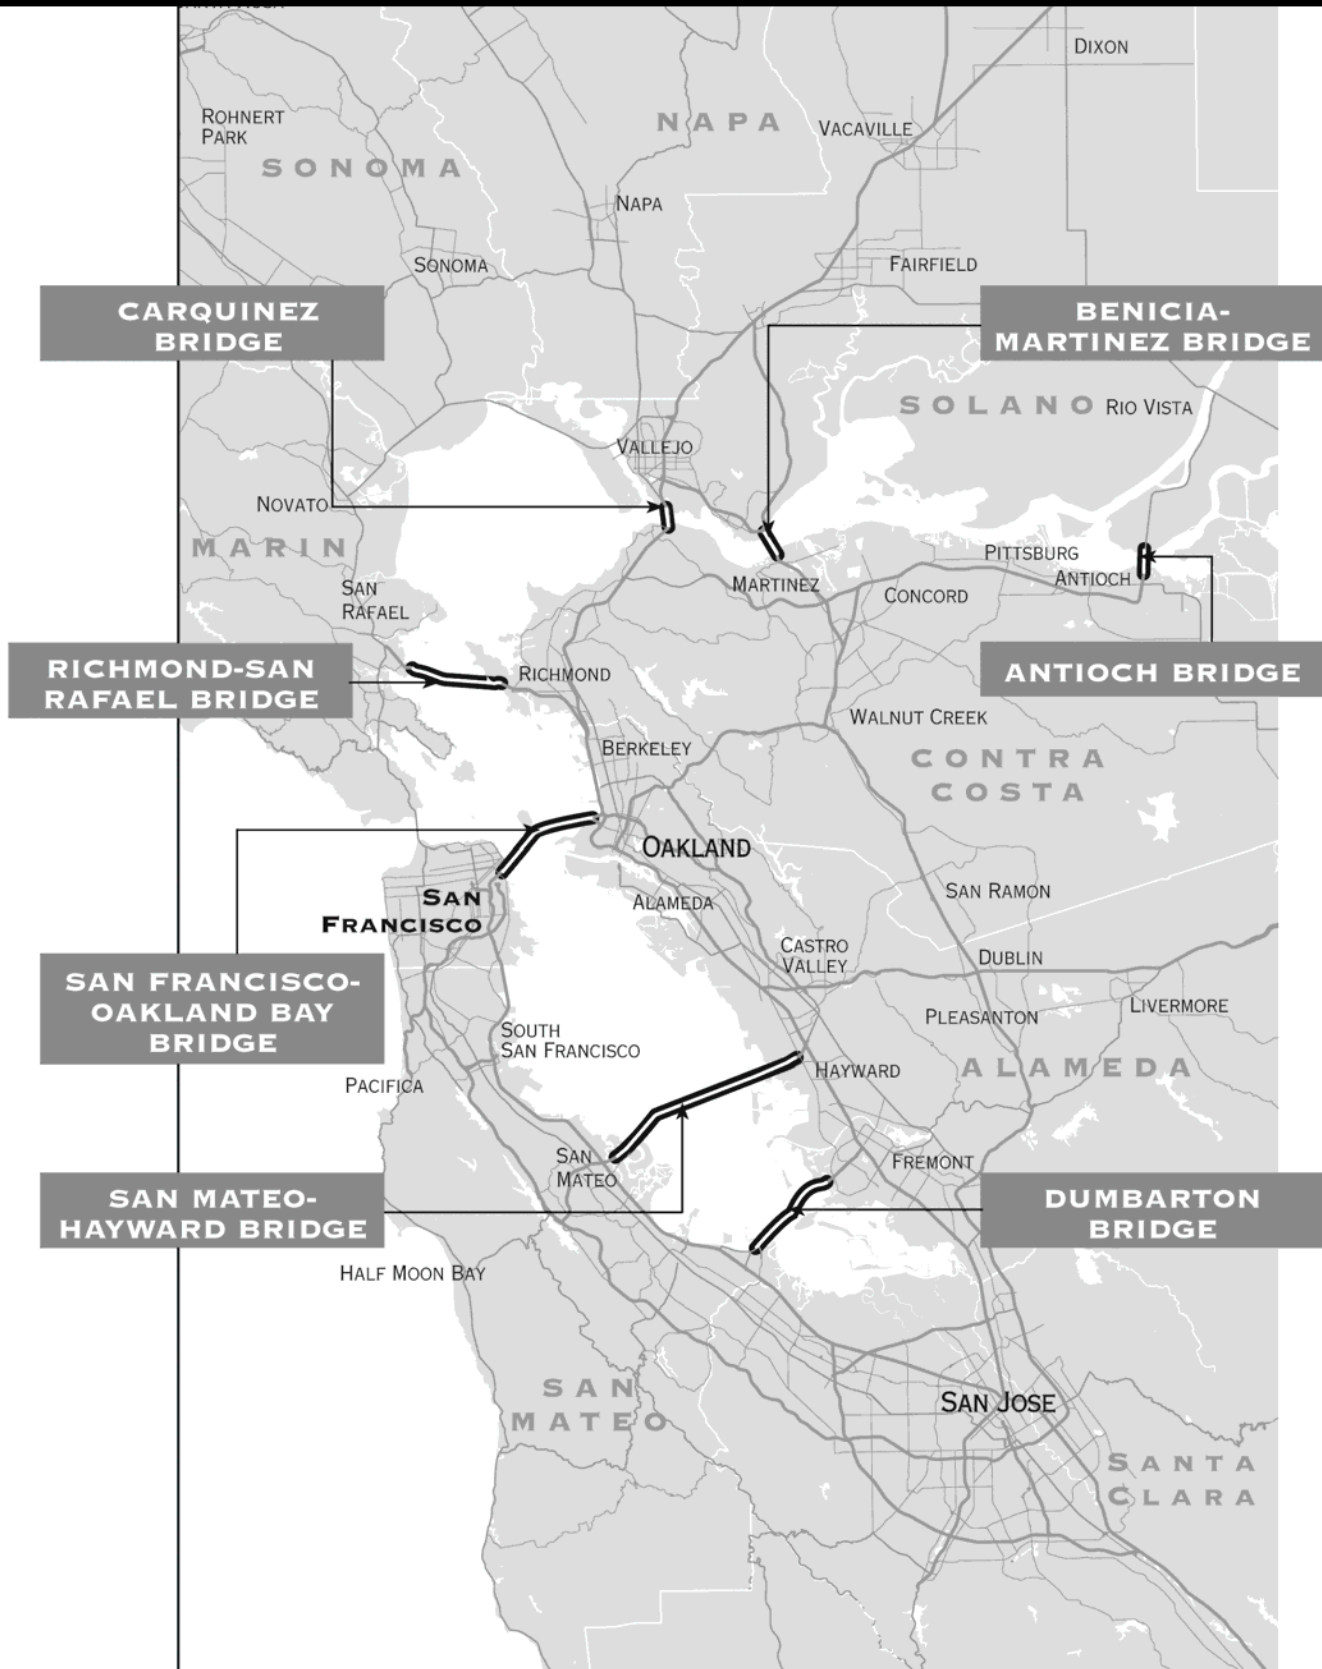 DIXON
ROHNERT
PARK
NAPA
VACAVILLE
SONOMA
NAPA
SONOMA
FAIRFIELD
CARQUINEZ
BRIDGE
BENICIA-
MARTINEZ BRIDGE
SOLANO
RIO VISTA
VALLEJO
NOVATO
MARIN
PITTSBURG
ANTIOCH
SAN
RAFAEL
MARTINEZ
CONCORD
RICHMOND-SAN
RAFAEL BRIDGE
RICHMOND
ANTIOCH BRIDGE
WALNUT CREEK
BERKELEY
CONTRA
COSTA
OAKLAND
SAN
FRANCISCO
ALAMEDA
SAN RAMON
CASTRO
VALLEY
DUBLIN
SAN FRANCISCO-
OAKLAND BAY
BRIDGE
LIVERMORE
PLEASANTON
SOUTH
SAN FRANCISCO
HAYWARD
ALAMEDA
PACIFICA
SAN
MATEO
FREMONT
SAN MATEO-
HAYWARD BRIDGE
DUMBARTON
BRIDGE
HALF MOON BAY
SAN
MATEO
SAN JOSE
SANTA
CLARA